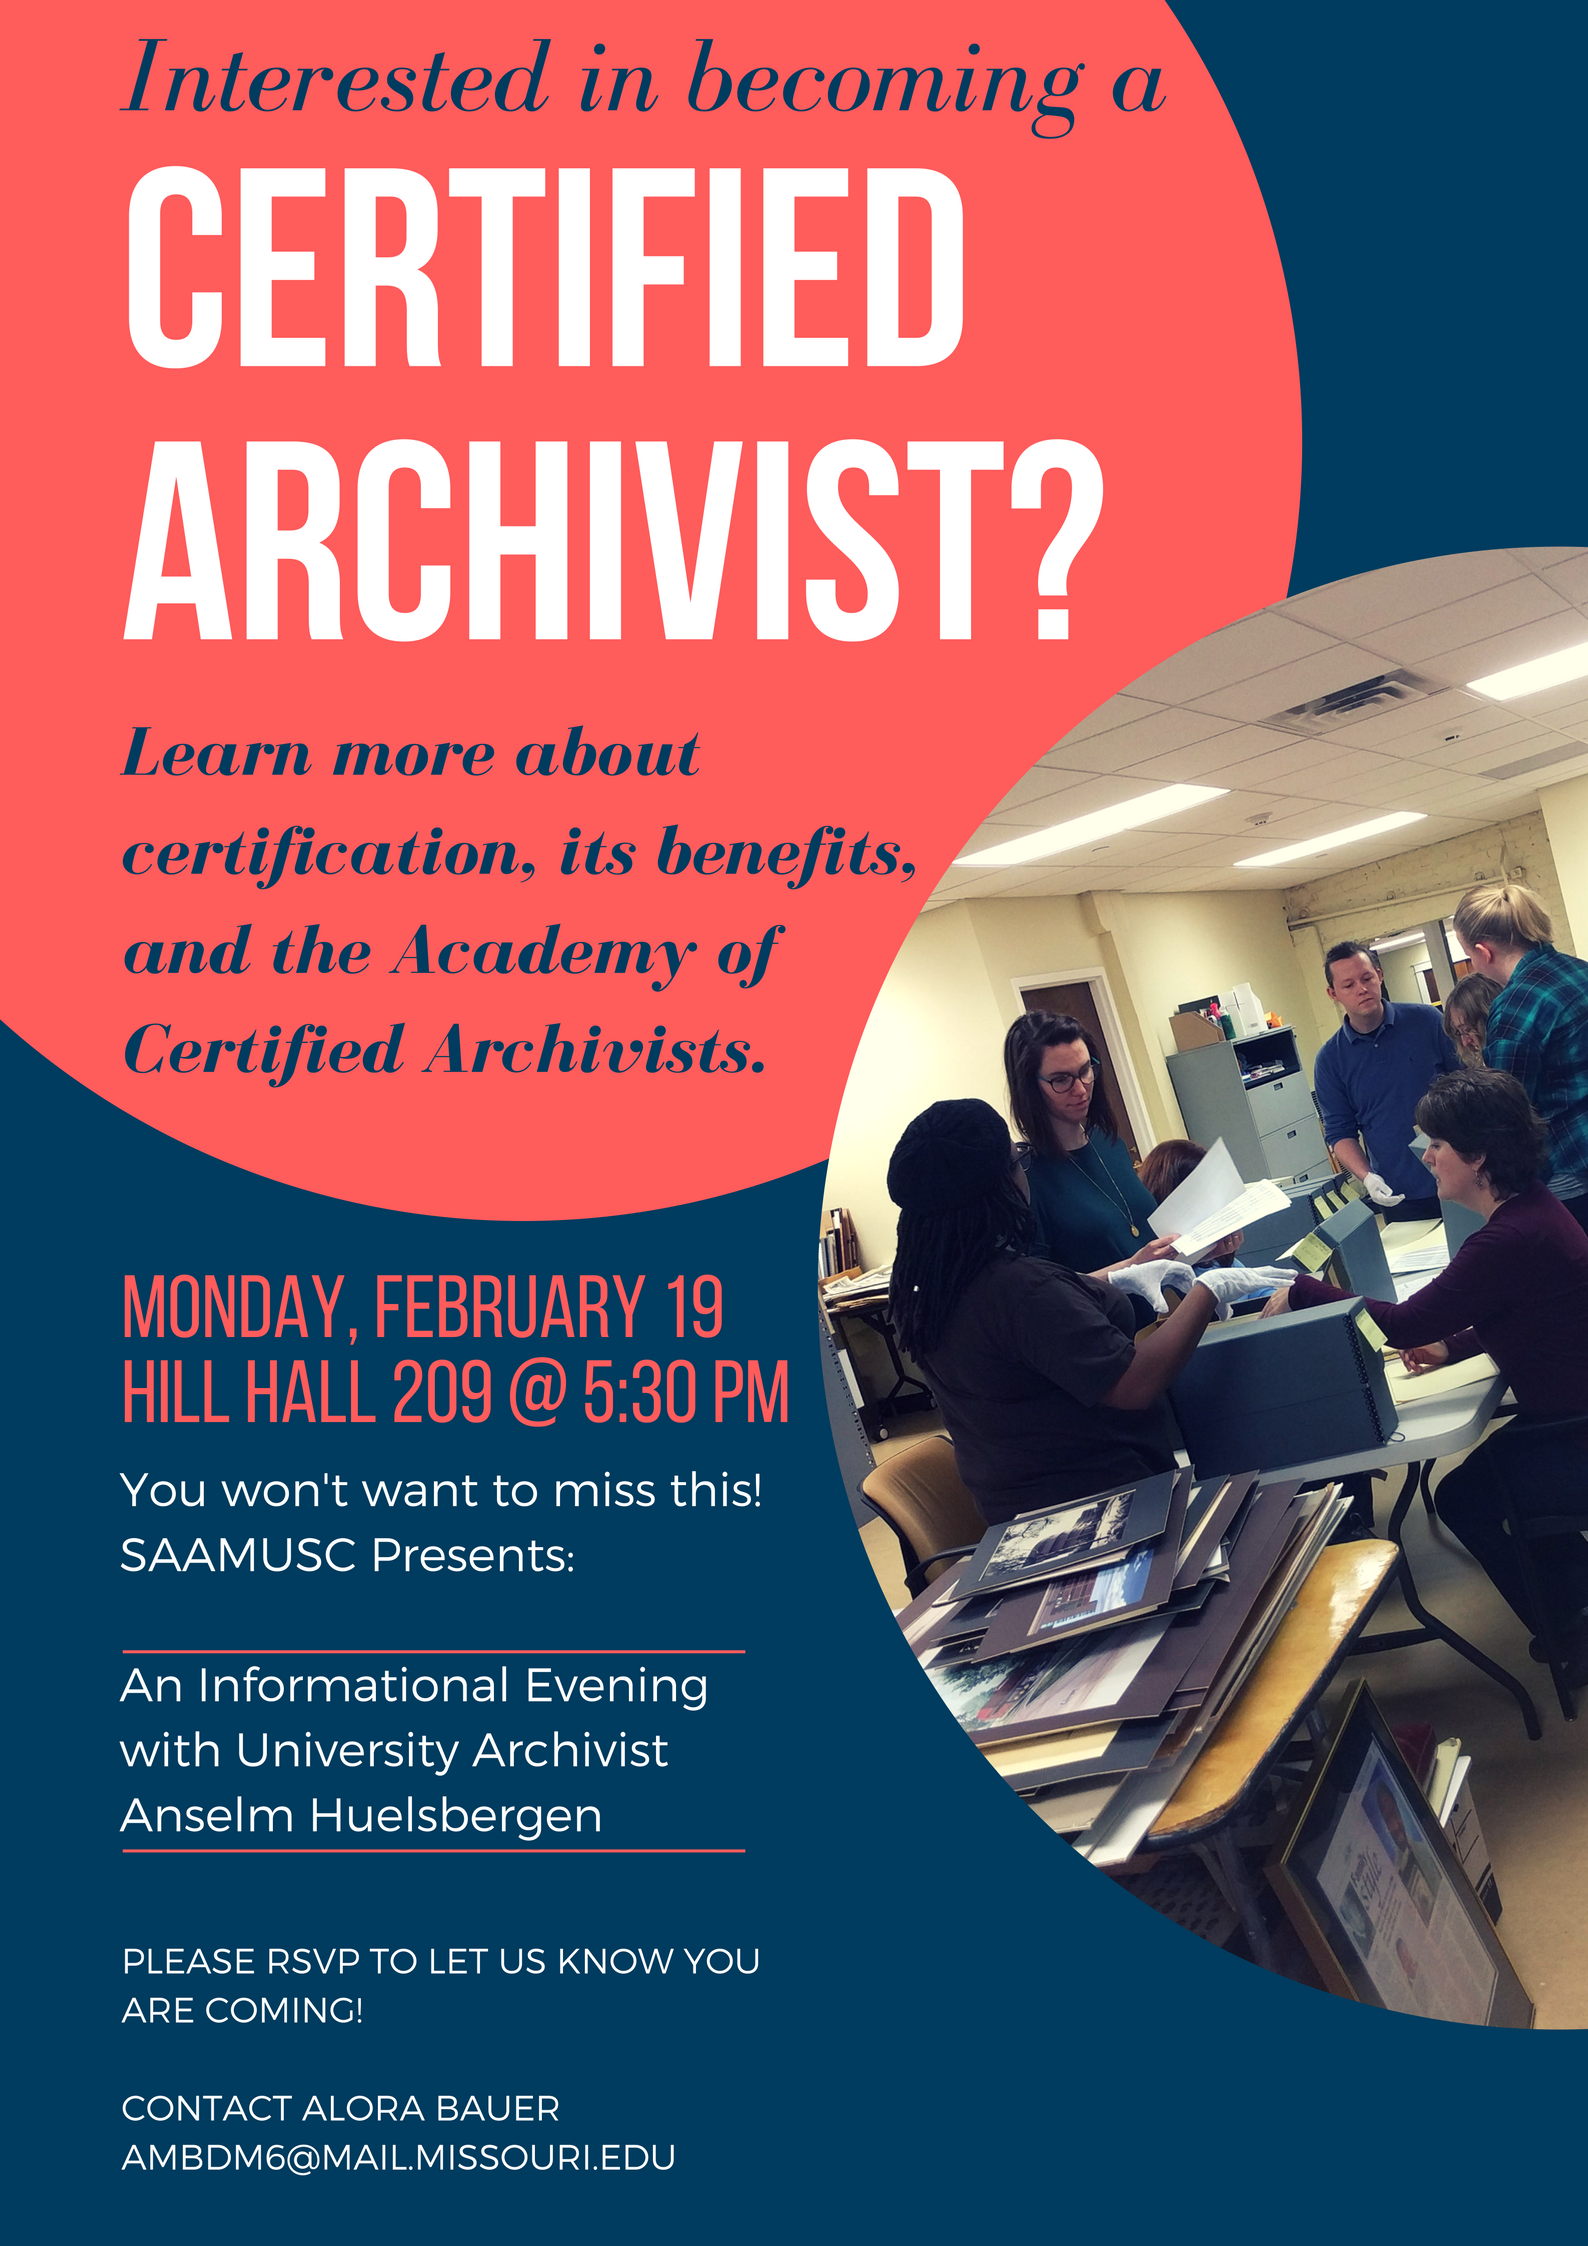 Interested in becoming a
CERTIFIED
ARCHIVIST?
Learn more about
certification, its benefits,
and the Academy of
Certified Archivists.
MONDAY, FEBRUARY 19
HILL HALL 209 @ 5:30 PM
You won't want to miss this!
SAAMUSC Presents:
An Informational Evening
with University Archivist
Anselm Huelsbergen
PLEASE RSVP TO LET US KNOW YOU
ARE COMING!
CONTACT ALORA BAUER
AMBDM6@MAIL.MISSOURI.EDU